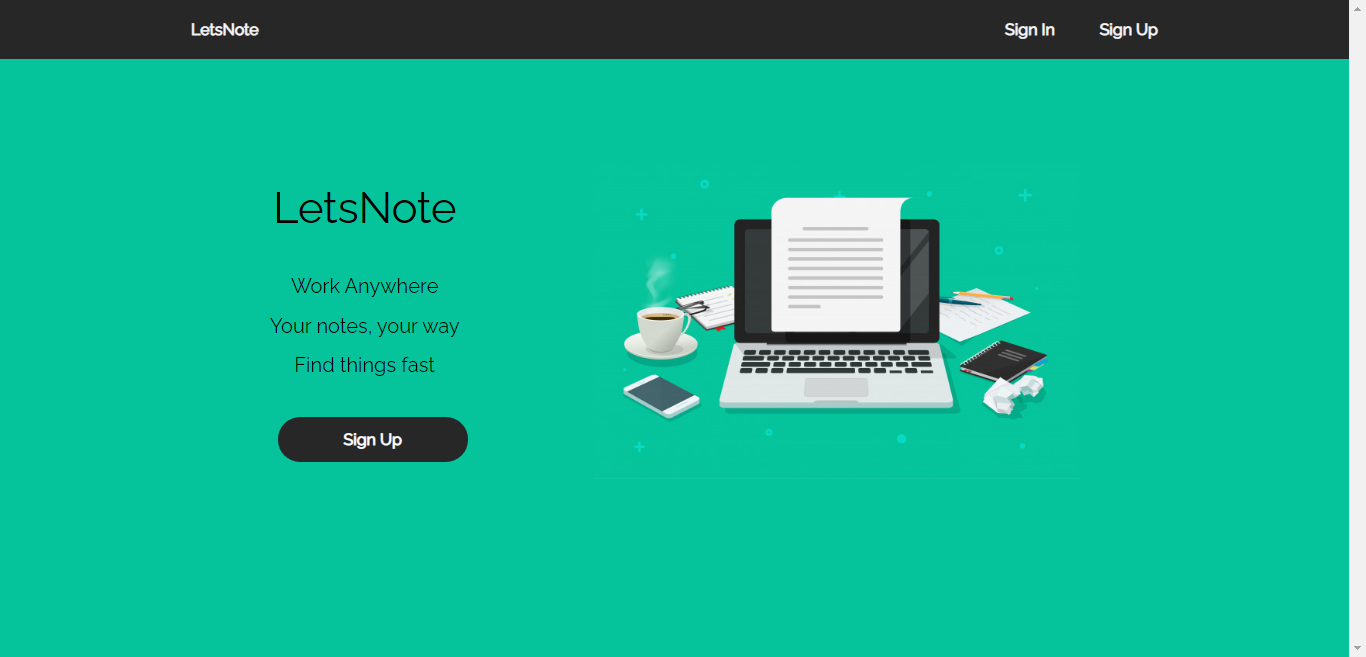 LetsNote
Sign In
Sign Up
LetsNote
Work Anywhere
Your notes, your way
Find things fast
Sign Up